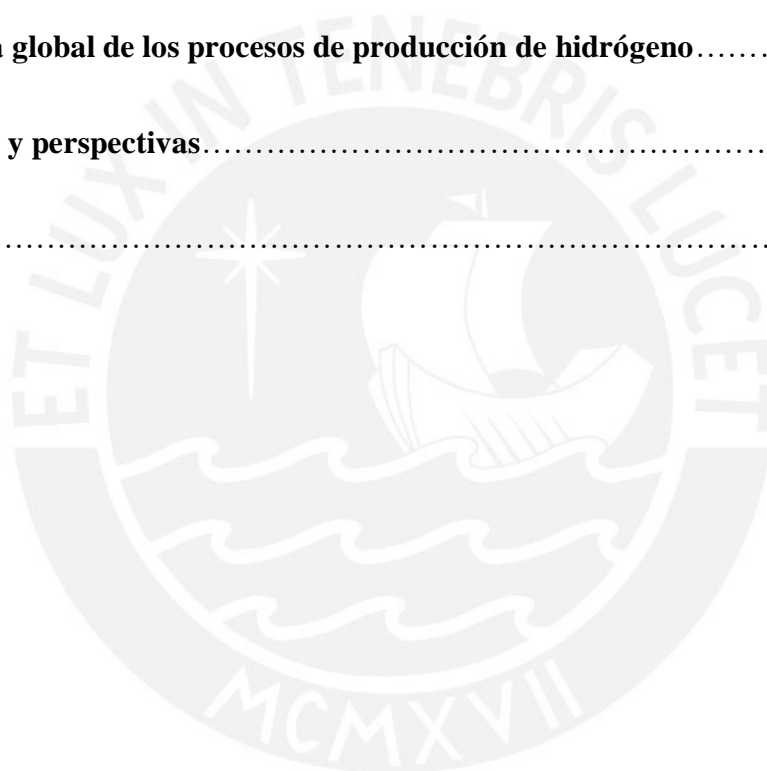 global de los procesos de producción de hidrógeno........
y perspectivas......................................................
........................................................................
ET LUX IN TENEBRIS LUCET
MCMXVII